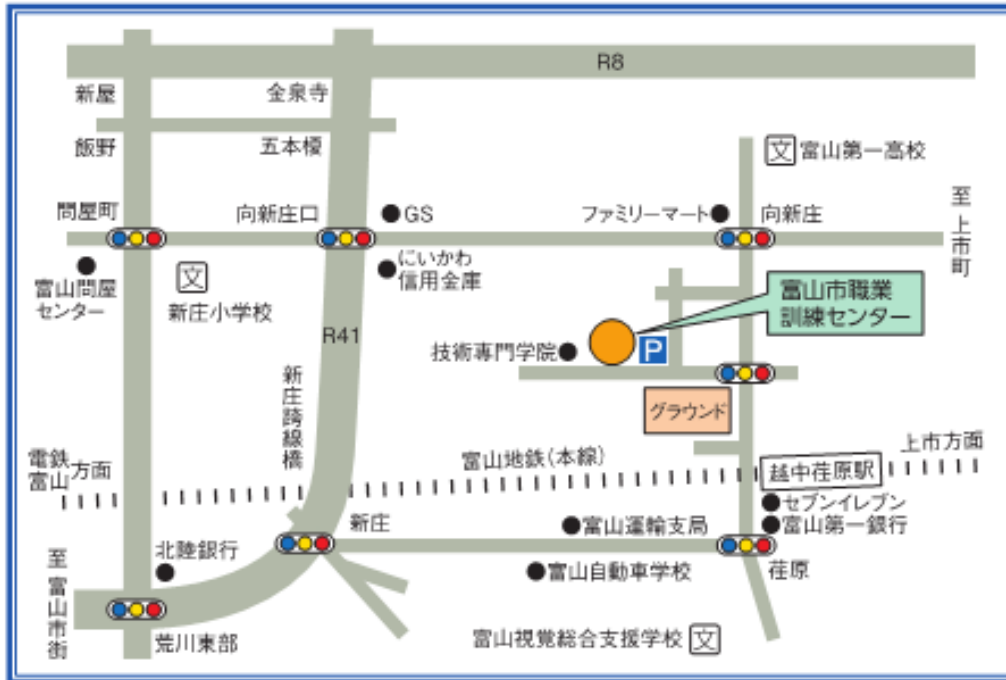 R8
新屋
金泉寺
飯野
五本榎
文 富山第一高校
至上市町
問屋町
向新庄口
GS
ファミリーマート
向新庄
富山問屋
センター
文
新庄小学校
にいかわ
信用金庫
富山市職業
訓練センター
R41
技術専門学院
P
新庄跨線橋
グラウンド
電鉄
富山
方面
富山地鉄(本線)
上市方面
越中荏原駅
セブンイレブン
富山第一銀行
新庄
富山運輸支局
至富山市街
北陸銀行
富山自動車学校
荏原
荒川東部
富山視覚総合支援学校 文